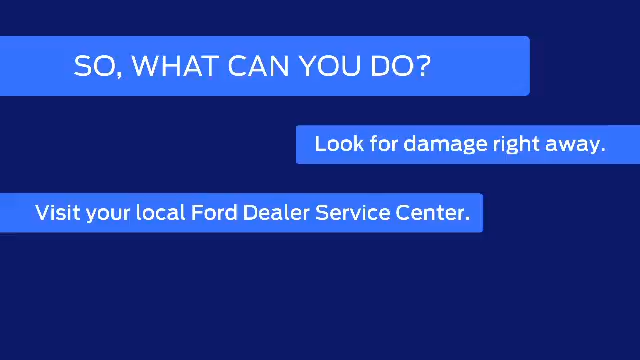 SO, WHAT CAN YOU DO?
Look for damage right away.
Visit your local Ford Dealer Service Center.